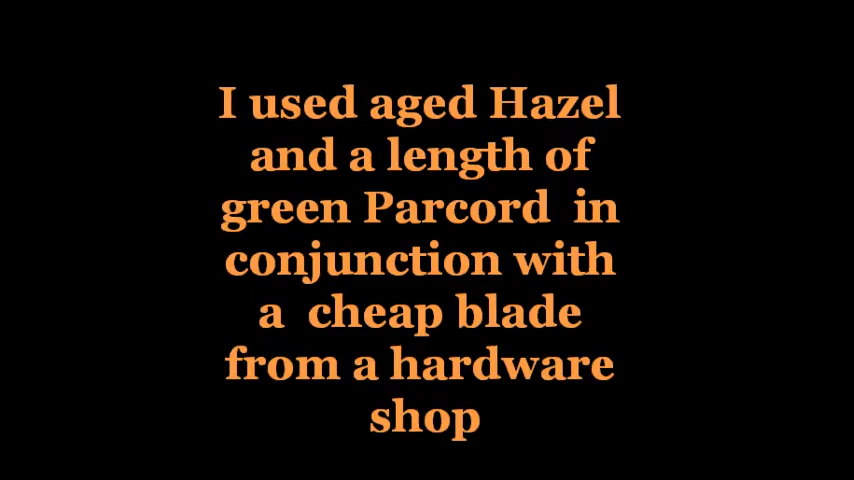 I used aged Hazel
and a length of
green Parcord  in
conjunction with
a  cheap blade
from a hardware
shop